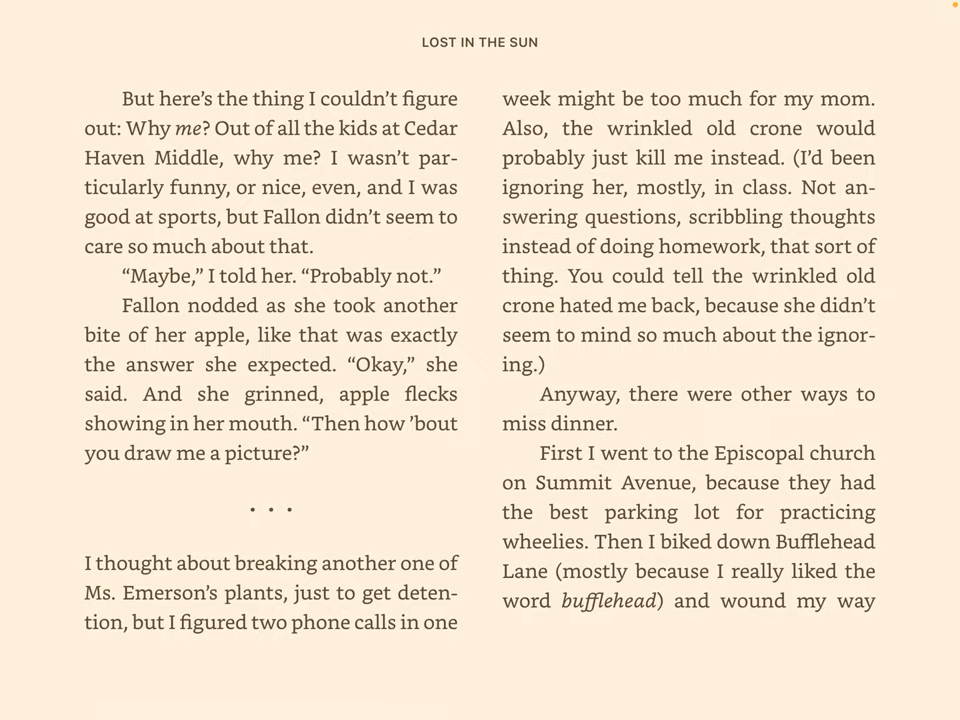 LOST IN THE SUN
But here’s the thing I couldn’t figure
out: Why me? Out of all the kids at Cedar
Haven Middle, why me? I wasn’t par-
ticularly funny, or nice, even, and I was
good at sports, but Fallon didn’t seem to
care so much about that.
“Maybe,” I told her. “Probably not.”
Fallon nodded as she took another
bite of her apple, like that was exactly
the answer she expected. “Okay,” she
said. And she grinned, apple flecks
showing in her mouth. “Then how ’bout
you draw me a picture?”
• • •
I thought about breaking another one of
Ms. Emerson’s plants, just to get deten-
tion, but I figured two phone calls in one
week might be too much for my mom.
Also, the wrinkled old crone would
probably just kill me instead. (I’d been
ignoring her, mostly, in class. Not an-
swering questions, scribbling thoughts
instead of doing homework, that sort of
thing. You could tell the wrinkled old
crone hated me back, because she didn’t
seem to mind so much about the ignor-
ing.)
Anyway, there were other ways to
miss dinner.
First I went to the Episcopal church
on Summit Avenue, because they had
the best parking lot for practicing
wheelies. Then I biked down Bufflehead
Lane (mostly because I really liked the
word bufflehead) and wound my way